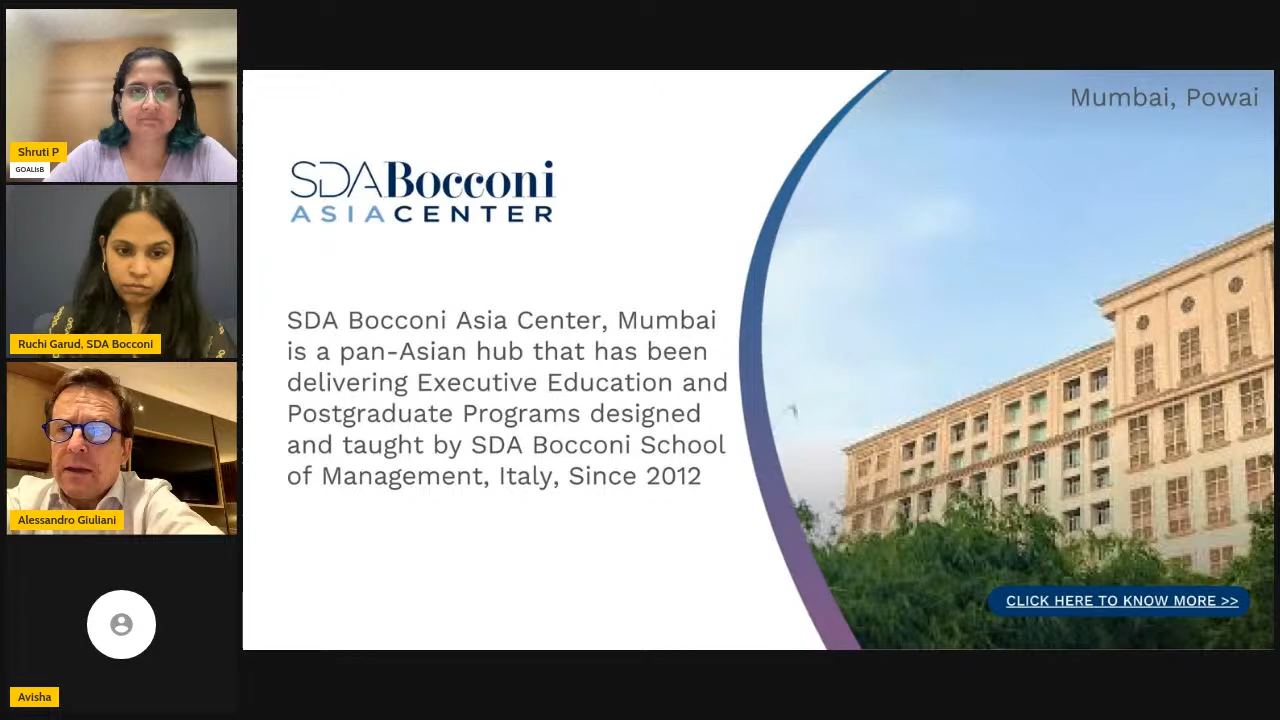 Shruti P
GOALisB
Ruchi Garud, SDA Bocconi
Alessandro Giuliani
Avisha
Mumbai, Powai
SDA Bocconi
ASIA CENTER
SDA Bocconi Asia Center, Mumbai
is a pan-Asian hub that has been
delivering Executive Education and
Postgraduate Programs designed
and taught by SDA Bocconi School
of Management, Italy, Since 2012
CLICK HERE TO KNOW MORE >>